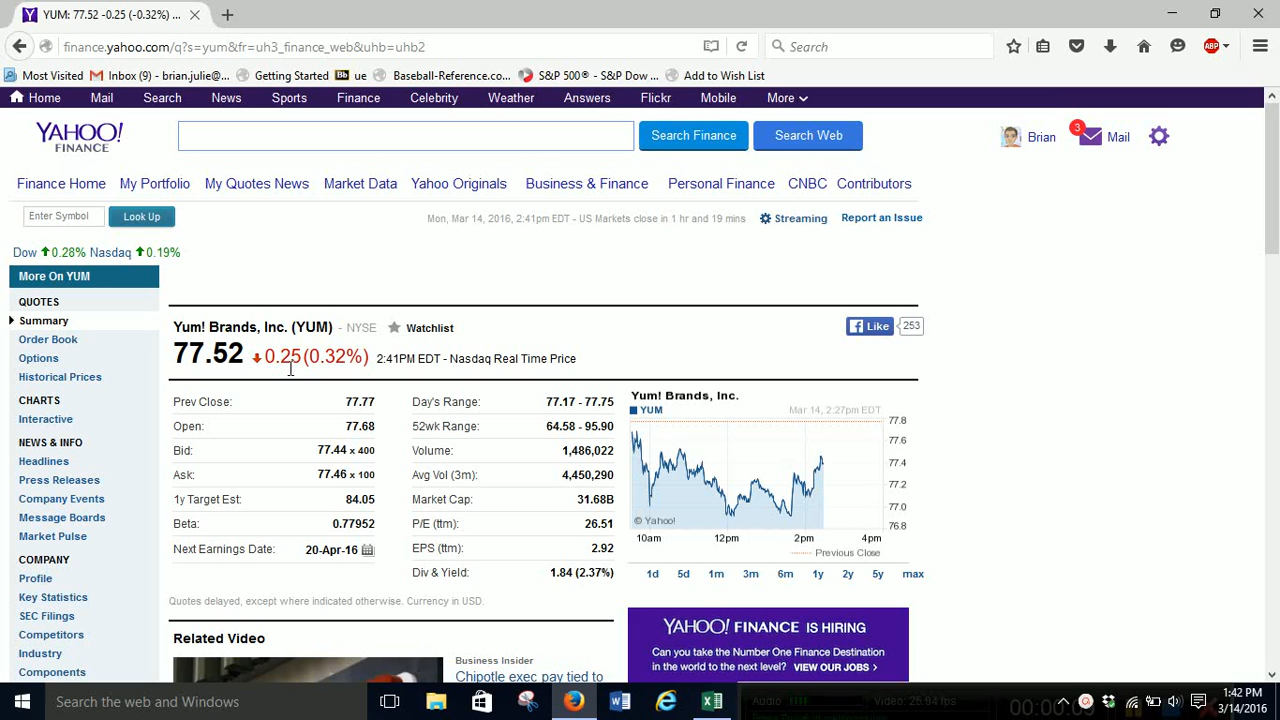 YUM: 77.52 -0.25 (-0.32%) ...
finance.yahoo.com/q?s=yum&fr=uh3_finance_web&uhb=uhb2
Search
ABP
Most Visited Inbox (9) - brian.julie@... Getting Started Bb ue Baseball-Reference.co... S&P 500® - S&P Dow ... Add to Wish List
Home Mail Search News Sports Finance Celebrity Weather Answers Flickr Mobile More
YAHOO!
FINANCE
Search Finance Search Web Brian 3 Mail
Finance Home My Portfolio My Quotes News Market Data Yahoo Originals Business & Finance Personal Finance CNBC Contributors
Enter Symbol Look Up Mon, Mar 14, 2016, 2:41pm EDT - US Markets close in 1 hr and 19 mins Streaming Report an Issue
Dow 0.28% Nasdaq 0.19%
More On YUM
QUOTES
Summary
Order Book
Options
Historical Prices
CHARTS
Interactive
NEWS & INFO
Headlines
Press Releases
Company Events
Message Boards
Market Pulse
COMPANY
Profile
Key Statistics
SEC Filings
Competitors
Industry
Components
Yum! Brands, Inc. (YUM) - NYSE Watchlist Like 253
77.52 0.25(0.32%) 2:41PM EDT - Nasdaq Real Time Price
Prev Close: 77.77
Open: 77.68
Bid: 77.44 x 400
Ask: 77.46 x 100
1y Target Est: 84.05
Beta: 0.77952
Next Earnings Date: 20-Apr-16
Day's Range: 77.17 - 77.75
52wk Range: 64.58 - 95.90
Volume: 1,486,022
Avg Vol (3m): 4,450,290
Market Cap: 31.68B
P/E (ttm): 26.51
EPS (ttm): 2.92
Div & Yield: 1.84 (2.37%)
Yum! Brands, Inc.
YUM Mar 14, 2:27pm EDT
77.8
77.6
77.4
77.2
77.0
76.8
© Yahoo!
10am 12pm 2pm 4pm
Previous Close
1d 5d 1m 3m 6m 1y 2y 5y max
Quotes delayed, except where indicated otherwise. Currency in USD.
Related Video
Business Insider
Chipotle exec pay tied to
YAHOO! FINANCE IS HIRING
Can you take the Number One Finance Destination
in the world to the next level? VIEW OUR JOBS >
Search the web and Windows
Audio Video: 25.94 fps
1:42 PM
3/14/2016